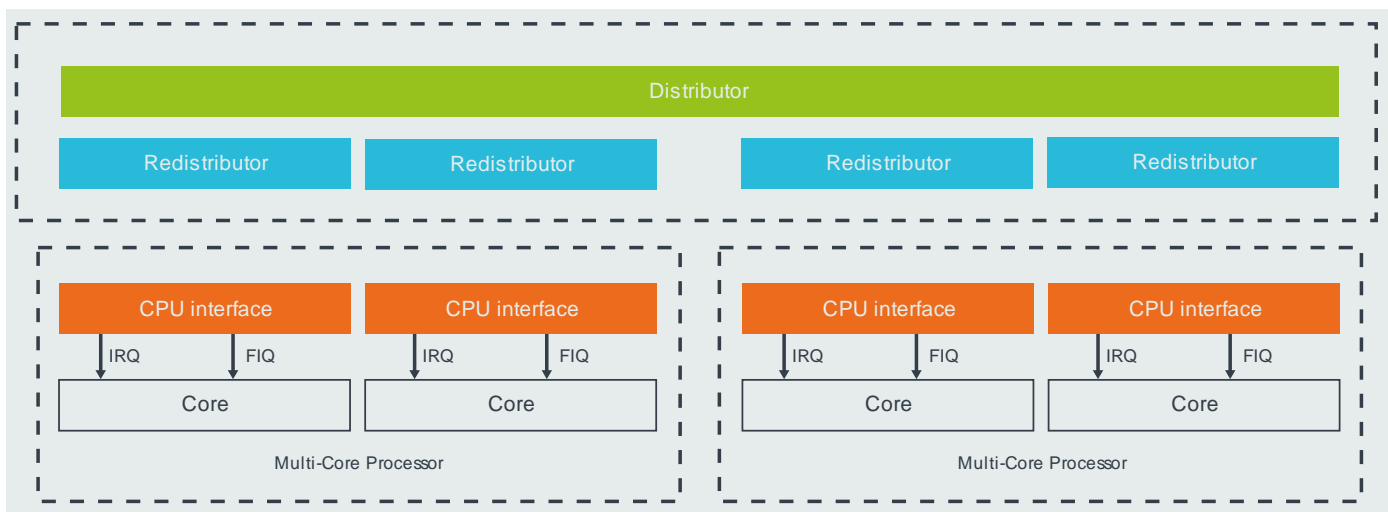 Distributor
Redistributor Redistributor Redistributor Redistributor
CPU interface CPU interface CPU interface CPU interface
IRQ FIQ IRQ FIQ IRQ FIQ IRQ FIQ
Core Core Core Core
Multi-Core Processor Multi-Core Processor